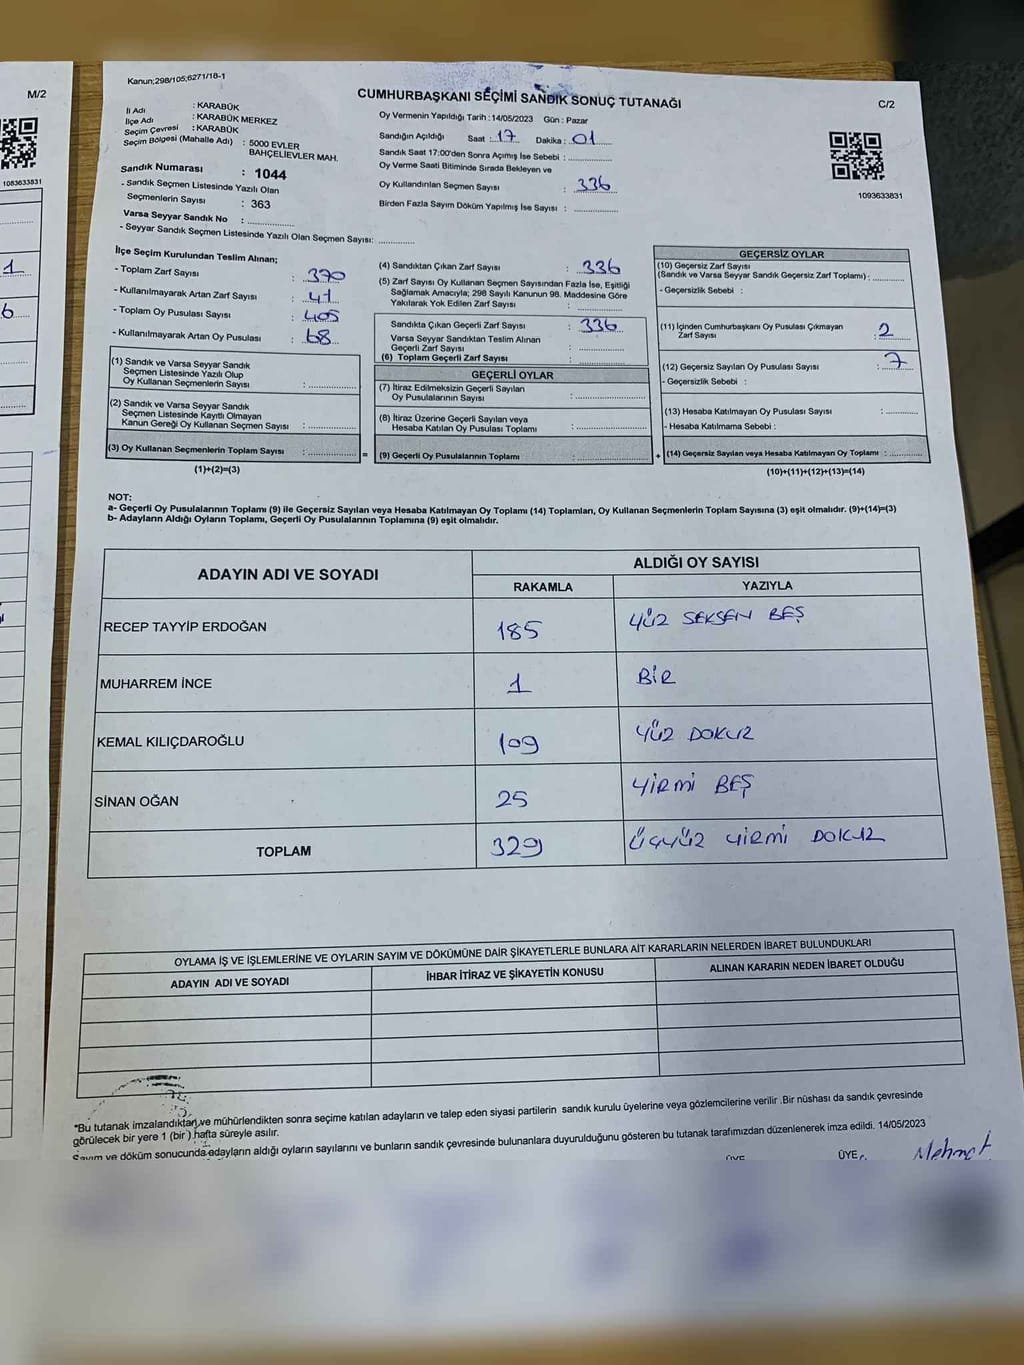 M/2
1083633831
1
6
Kanun;298/105;6271/18-1
CUMHURBAŞKANI SEÇİMİ SANDIK SONUÇ TUTANAĞI
C/2
İl Adı : KARABÜK
İlçe Adı : KARABÜK MERKEZ
Seçim Çevresi : KARABÜK
Seçim Bölgesi (Mahalle Adı) : 5000 EVLER
BAHÇELİEVLER MAH.
Sandık Numarası : 1044
- Sandık Seçmen Listesinde Yazılı Olan
Seçmenlerin Sayısı : 363
Varsa Seyyar Sandık No :
- Seyyar Sandık Seçmen Listesinde Yazılı Olan Seçmen Sayısı:
Oy Vermenin Yapıldığı Tarih :14/05/2023 Gün : Pazar
Sandığın Açıldığı Saat : 17 Dakika : 01
Sandık Saat 17:00'den Sonra Açımış İse Sebebi :
Oy Verme Saati Bitiminde Sırada Bekleyen ve
Oy Kullandırılan Seçmen Sayısı : 336
Birden Fazla Sayım Döküm Yapılmış İse Sayısı :
1093633831
İlçe Seçim Kurulundan Teslim Alınan;
- Toplam Zarf Sayısı : 370
- Kullanılmayarak Artan Zarf Sayısı : 41
- Toplam Oy Pusulası Sayısı : 405
- Kullanılmayarak Artan Oy Pusulası : 68
(1) Sandık ve Varsa Seyyar Sandık
Seçmen Listesinde Yazılı Olup
Oy Kullanan Seçmenlerin Sayısı :
(2) Sandık ve Varsa Seyyar Sandık
Seçmen Listesinde Kayıtlı Olmayan
Kanun Gereği Oy Kullanan Seçmen Sayısı :
(3) Oy Kullanan Seçmenlerin Toplam Sayısı : =
(1)+(2)=(3)
(4) Sandıktan Çıkan Zarf Sayısı : 336
(5) Zarf Sayısı Oy Kullanan Seçmen Sayısından Fazla İse, Eşitliği
Sağlamak Amacıyla; 298 Sayılı Kanunun 98. Maddesine Göre
Yakılarak Yok Edilen Zarf Sayısı :
Sandıkta Çıkan Geçerli Zarf Sayısı : 336
Varsa Seyyar Sandıktan Teslim Alınan
Geçerli Zarf Sayısı :
(6) Toplam Geçerli Zarf Sayısı :
GEÇERLİ OYLAR
(7) İtiraz Edilmeksizin Geçerli Sayılan
Oy Pusulasının Sayısı :
(8) İtiraz Üzerine Geçerli Sayılan veya
Hesaba Katılan Oy Pusulası Toplamı :
(9) Geçerli Oy Pusulalarının Toplamı : +
GEÇERSİZ OYLAR
(10) Geçersiz Zarf Sayısı
(Sandık ve Varsa Seyyar Sandık Geçersiz Zarf Toplamı) :
- Geçersizlik Sebebi :
(11) İçinden Cumhurbaşkanı Oy Pusulası Çıkmayan
Zarf Sayısı : 2
(12) Geçersiz Sayılan Oy Pusulası Sayısı : 7
- Geçersizlik Sebebi :
(13) Hesaba Katılmayan Oy Pusulası Sayısı :
- Hesaba Katılmama Sebebi :
(14) Geçersiz Sayılan veya Hesaba Katılmayan Oy Toplamı :
(10)+(11)+(12)+(13)=(14)
NOT:
a- Geçerli Oy Pusulalarının Toplamı (9) ile Geçersiz Sayılan veya Hesaba Katılmayan Oy Toplamı (14) Toplamları, Oy Kullanan Seçmenlerin Toplam Sayısına (3) eşit olmalıdır. (9)+(14)=(3)
b- Adayların Aldığı Oyların Toplamı, Geçerli Oy Pusulalarının Toplamına (9) eşit olmalıdır.
ADAYIN ADI VE SOYADI
ALDIĞI OY SAYISI
RAKAMLA YAZIYLA
RECEP TAYYİP ERDOĞAN 185 YÜZ SEKSEN BEŞ
MUHARREM İNCE 1 BİR
KEMAL KILIÇDAROĞLU 109 YÜZ DOKUZ
SİNAN OĞAN 25 YİRMİ BEŞ
TOPLAM 329 ÜÇYÜZ YİRMİ DOKUZ
OYLAMA İŞ VE İŞLEMLERİNE VE OYLARIN SAYIM VE DÖKÜMÜNE DAİR ŞİKAYETLERLE BUNLARA AİT KARARLARIN NELERDEN İBARET BULUNDUKLARI
ADAYIN ADI VE SOYADI İHBAR İTİRAZ VE ŞİKAYETİN KONUSU ALINAN KARARIN NEDEN İBARET OLDUĞU
*Bu tutanak imzalandıktan ve mühürlendikten sonra seçime katılan adayların ve talep eden siyasi partilerin sandık kurulu üyelerine veya gözlemcilerine verilir .Bir nüshası da sandık çevresinde
görülecek bir yere 1 (bir ) hafta süreyle asılır.
Sayım ve döküm sonucunda adayların aldığı oyların sayılarını ve bunların sandık çevresinde bulunanlara duyurulduğunu gösteren bu tutanak tarafımızdan düzenlenerek imza edildi. 14/05/2023
ÜYE ÜYE Mehmet